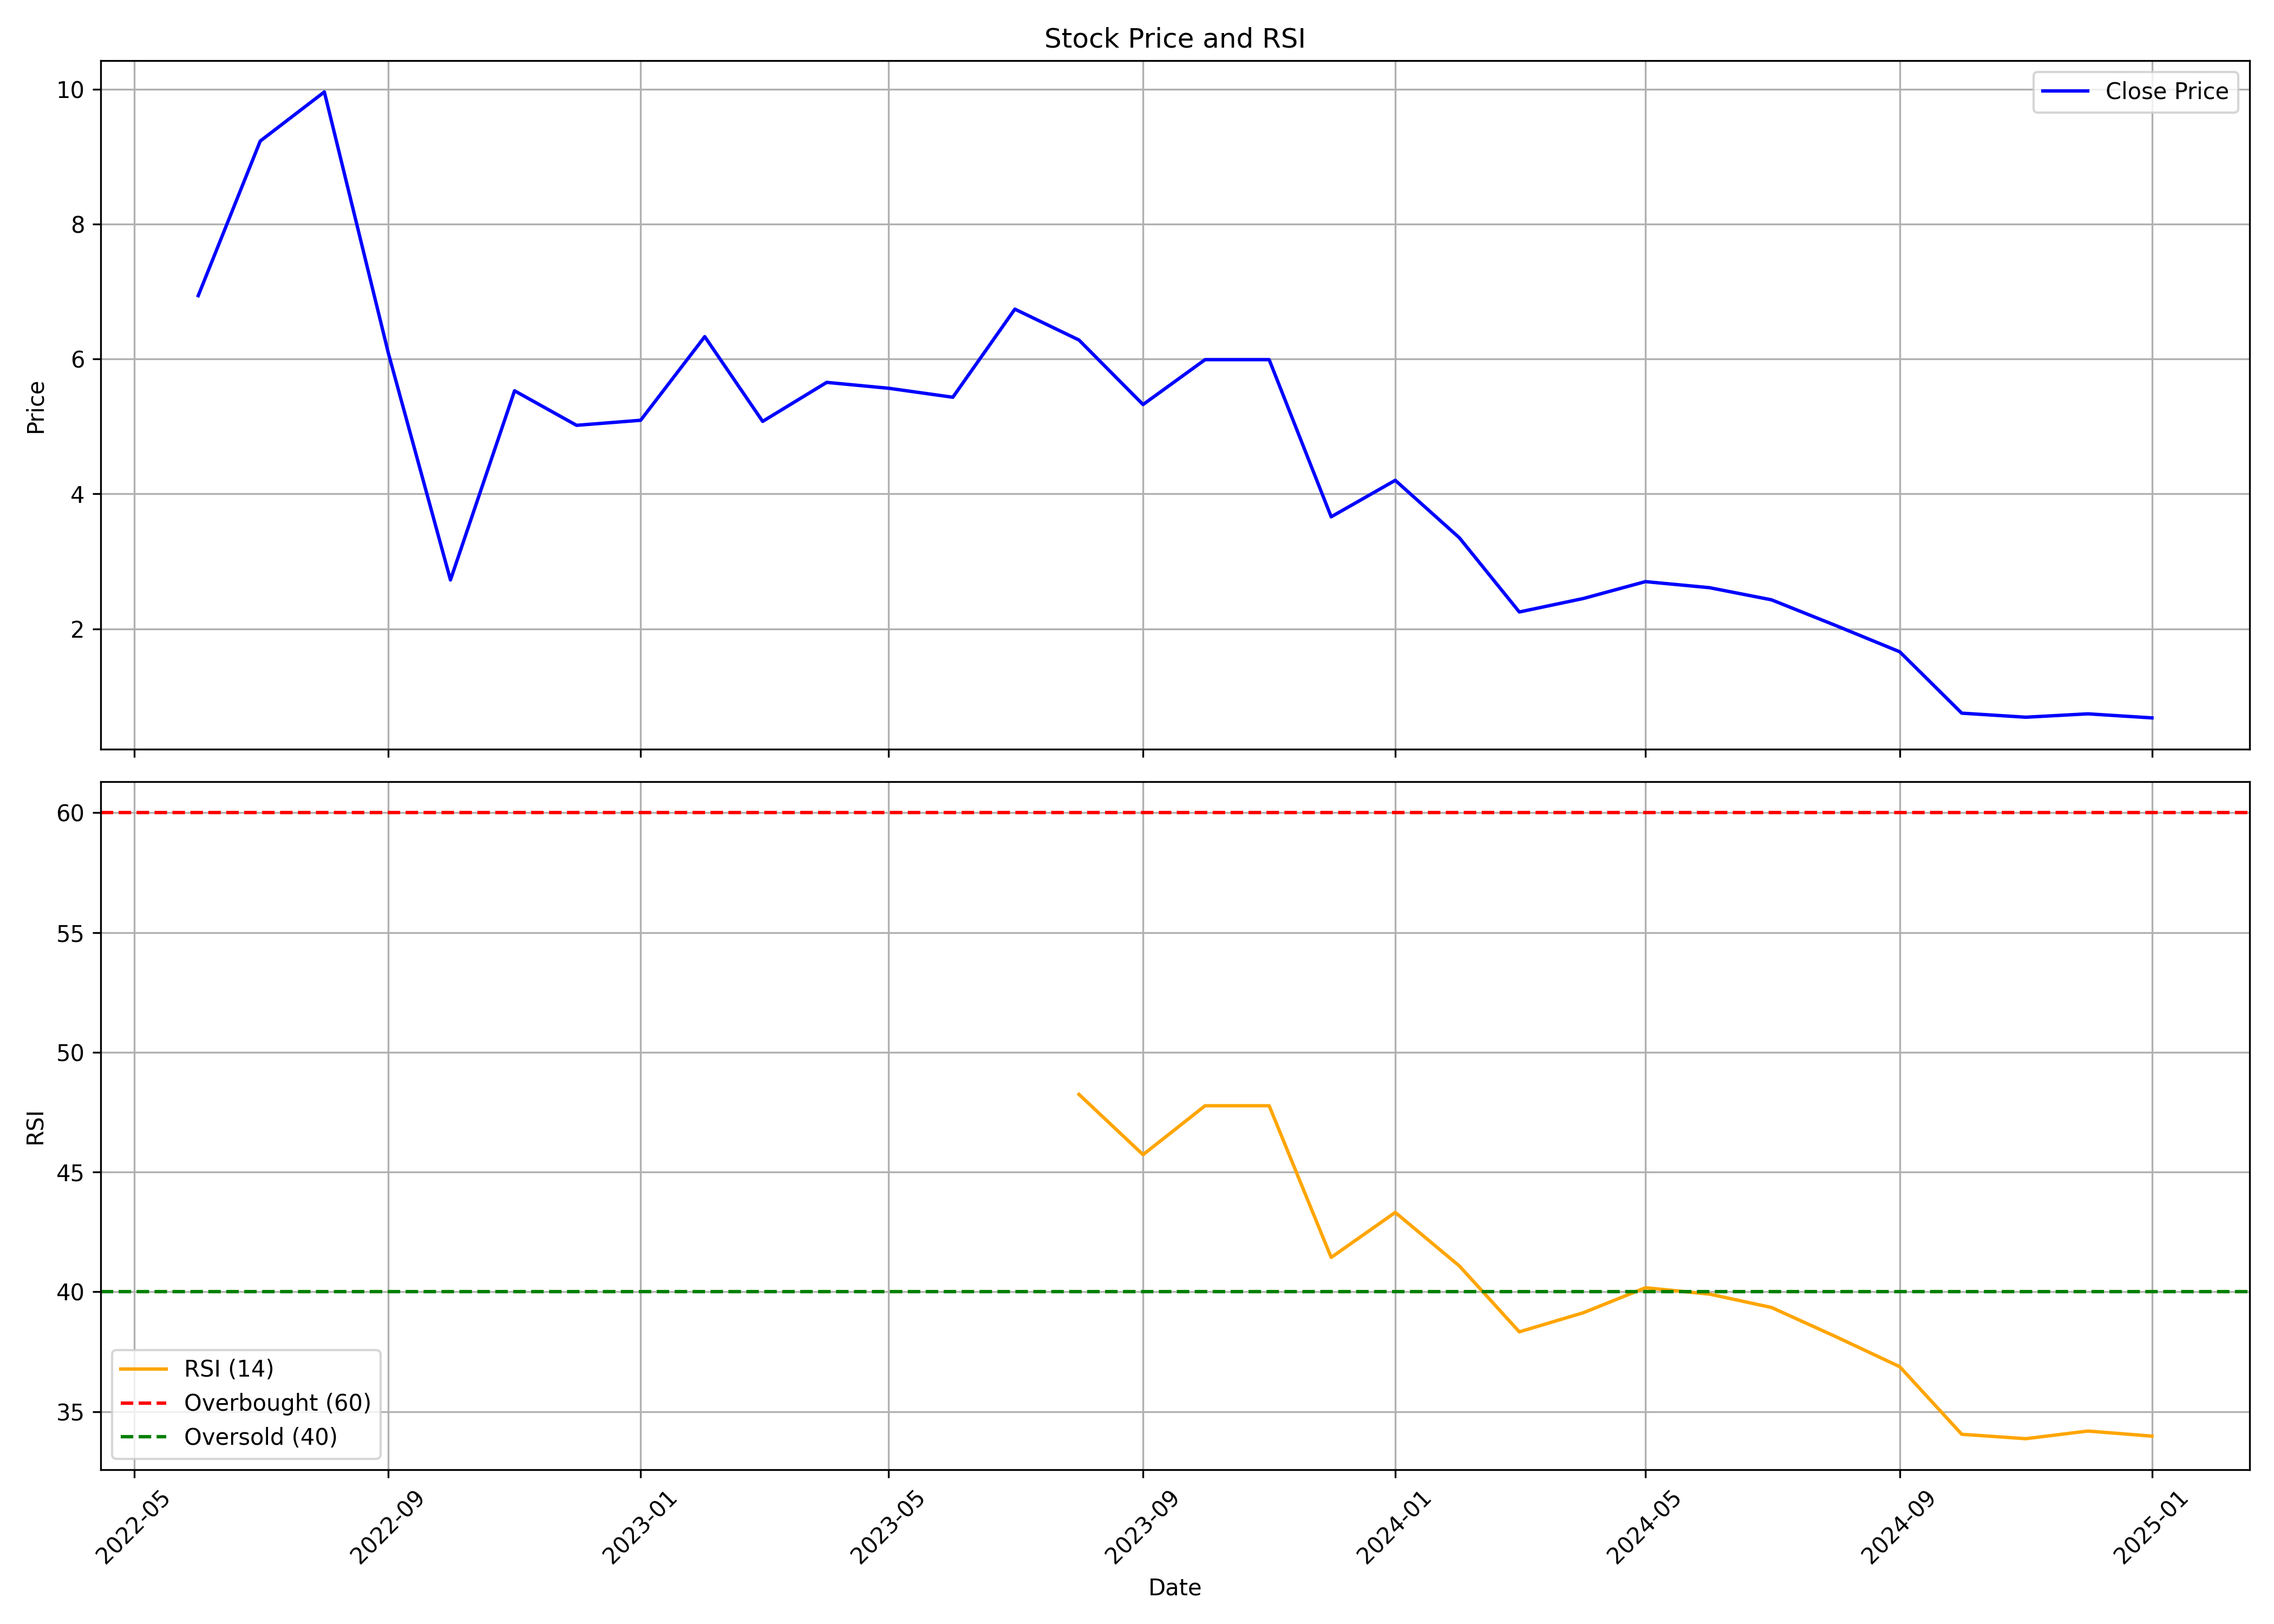 Stock Price and RSI
10
8
6
4
2
Price
Close Price
60
55
50
45
40
35
RSI
RSI (14)
Overbought (60)
Oversold (40)
2022-05
2022-09
2023-01
2023-05
2023-09
2024-01
2024-05
2024-09
2025-01
Date